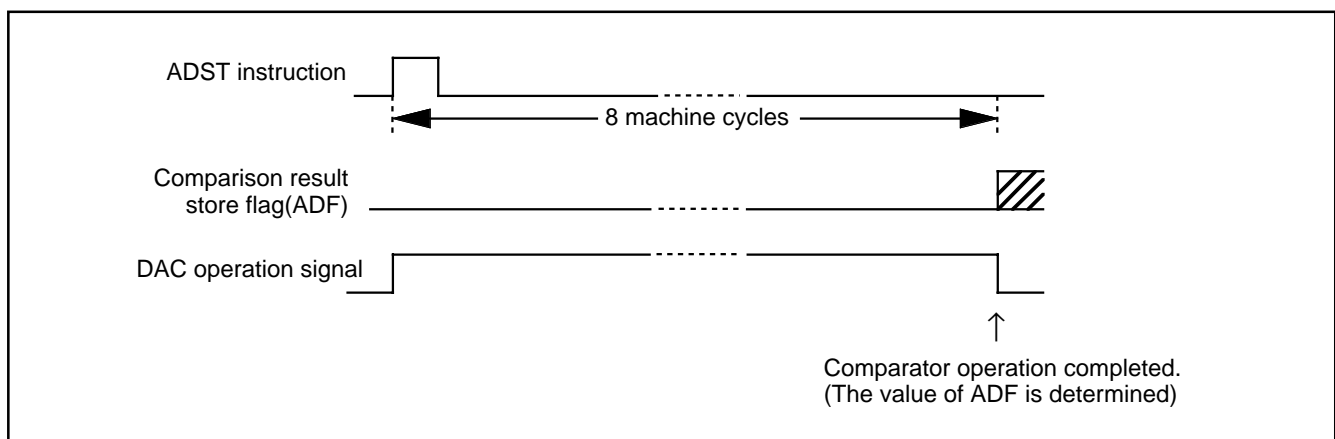 ADST instruction
8 machine cycles
Comparison result
store flag(ADF)
DAC operation signal
Comparator operation completed.
(The value of ADF is determined)